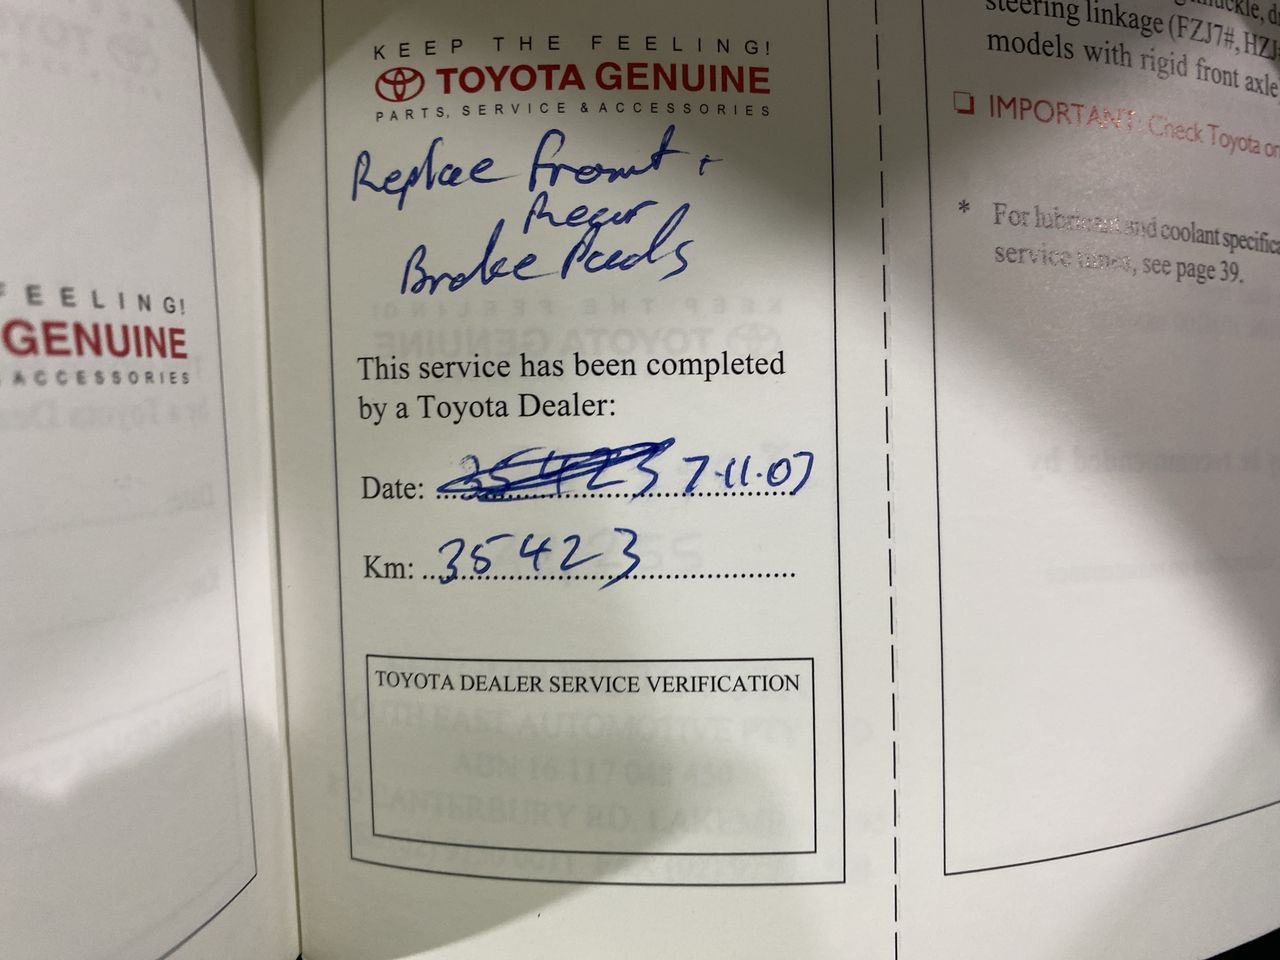 FEELING!
GENUINE
ACCESSORIES
KEEP THE FEELING!
TOYOTA GENUINE
PARTS, SERVICE & ACCESSORIES
Replace front +
Rear
Brake Pads
This service has been completed
by a Toyota Dealer:
Date: 35423 7.11.07
Km: 35423
TOYOTA DEALER SERVICE VERIFICATION
steering linkage (FZJ7#, HZJ
models with rigid front axle
IMPORTANT: Check Toyota
* For lubricant and coolant
service times, see page 39.